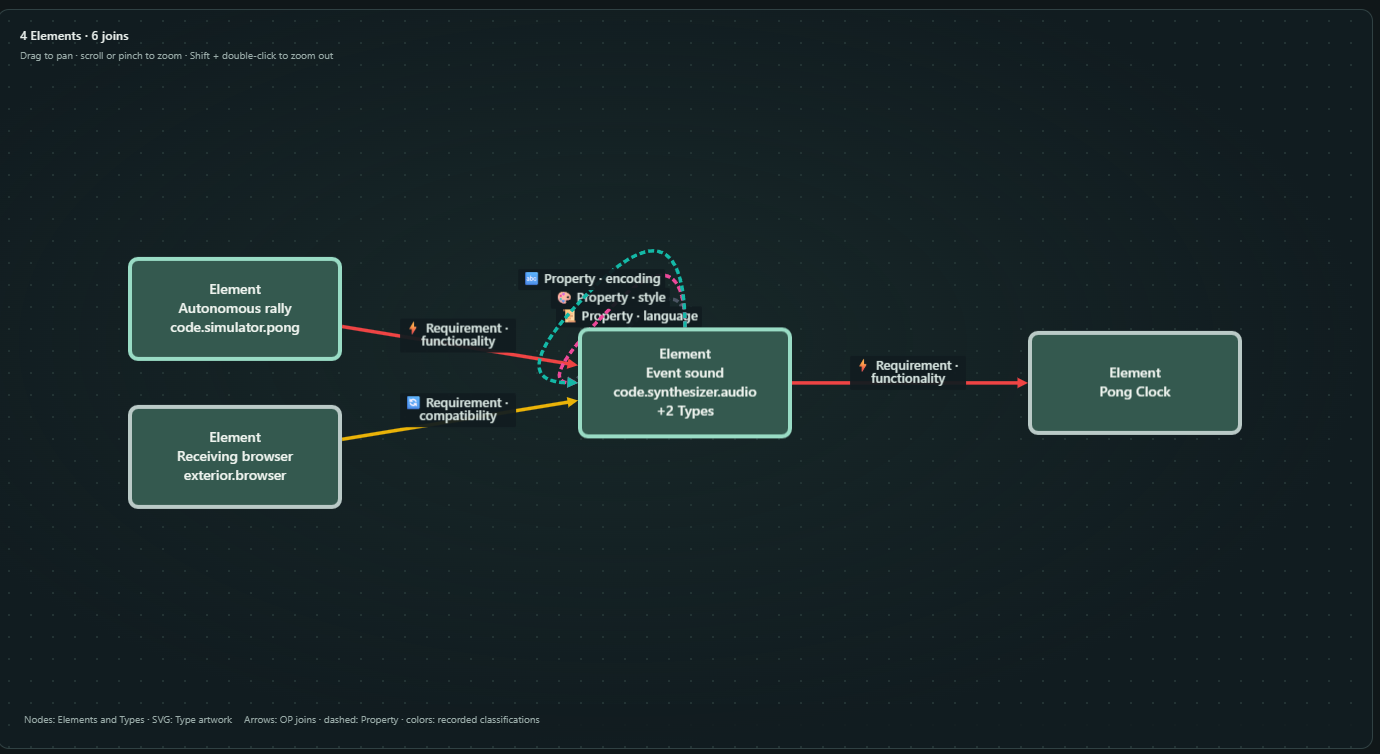 4 Elements · 6 joins
Drag to pan · scroll or pinch to zoom · Shift + double-click to zoom out
Element
Autonomous rally
code.simulator.pong
Requirement ·
functionality
Element
Receiving browser
exterior.browser
Requirement ·
compatibility
Property · encoding
Property · style
Property · language
Element
Event sound
code.synthesizer.audio
+2 Types
Requirement ·
functionality
Element
Pong Clock
Nodes: Elements and Types · SVG: Type artwork Arrows: OP joins · dashed: Property · colors: recorded classifications